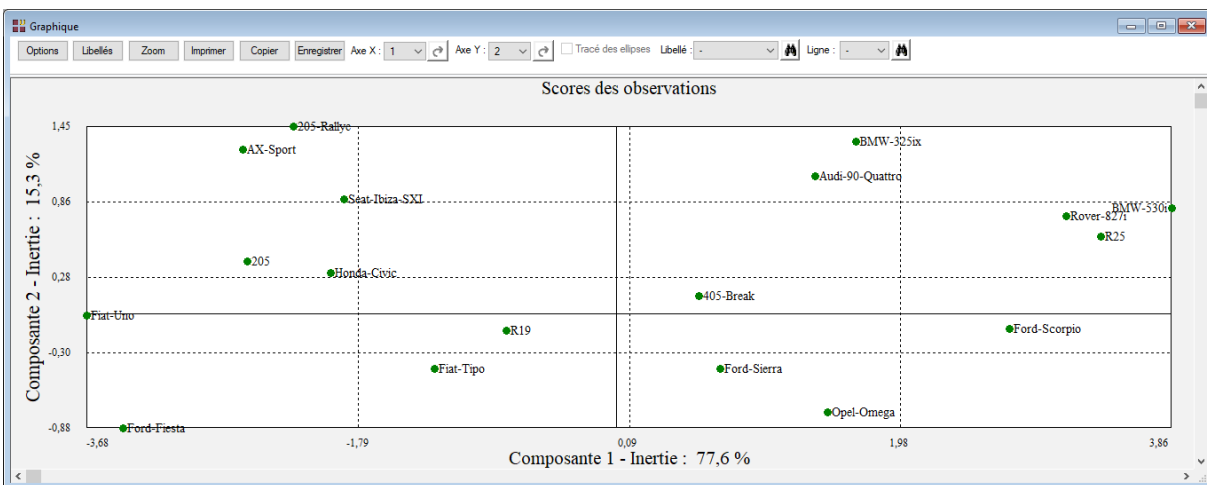 Graphique
Options Libellés Zoom Imprimer Copier Enregistrer Axe X : 1 Axe Y : 2 Tracé des ellipses Libellé : - Ligne : -
Scores des observations
1,45
205-Rallye
BMW-325ix
AX-Sport
Audi-90-Quattro
0,86
Seat-Ibiza-SXI
BMW-530i
Rover-827i
R25
205
0,28
Honda-Civic
405-Break
Fiat-Uno
R19
Ford-Scorpio
-0,30
Fiat-Tipo
Ford-Sierra
Opel-Omega
-0,88
Ford-Fiesta
Composante 2 - Inertie : 15,3 %
-3,68 -1,79 0,09 1,98 3,86
Composante 1 - Inertie : 77,6 %